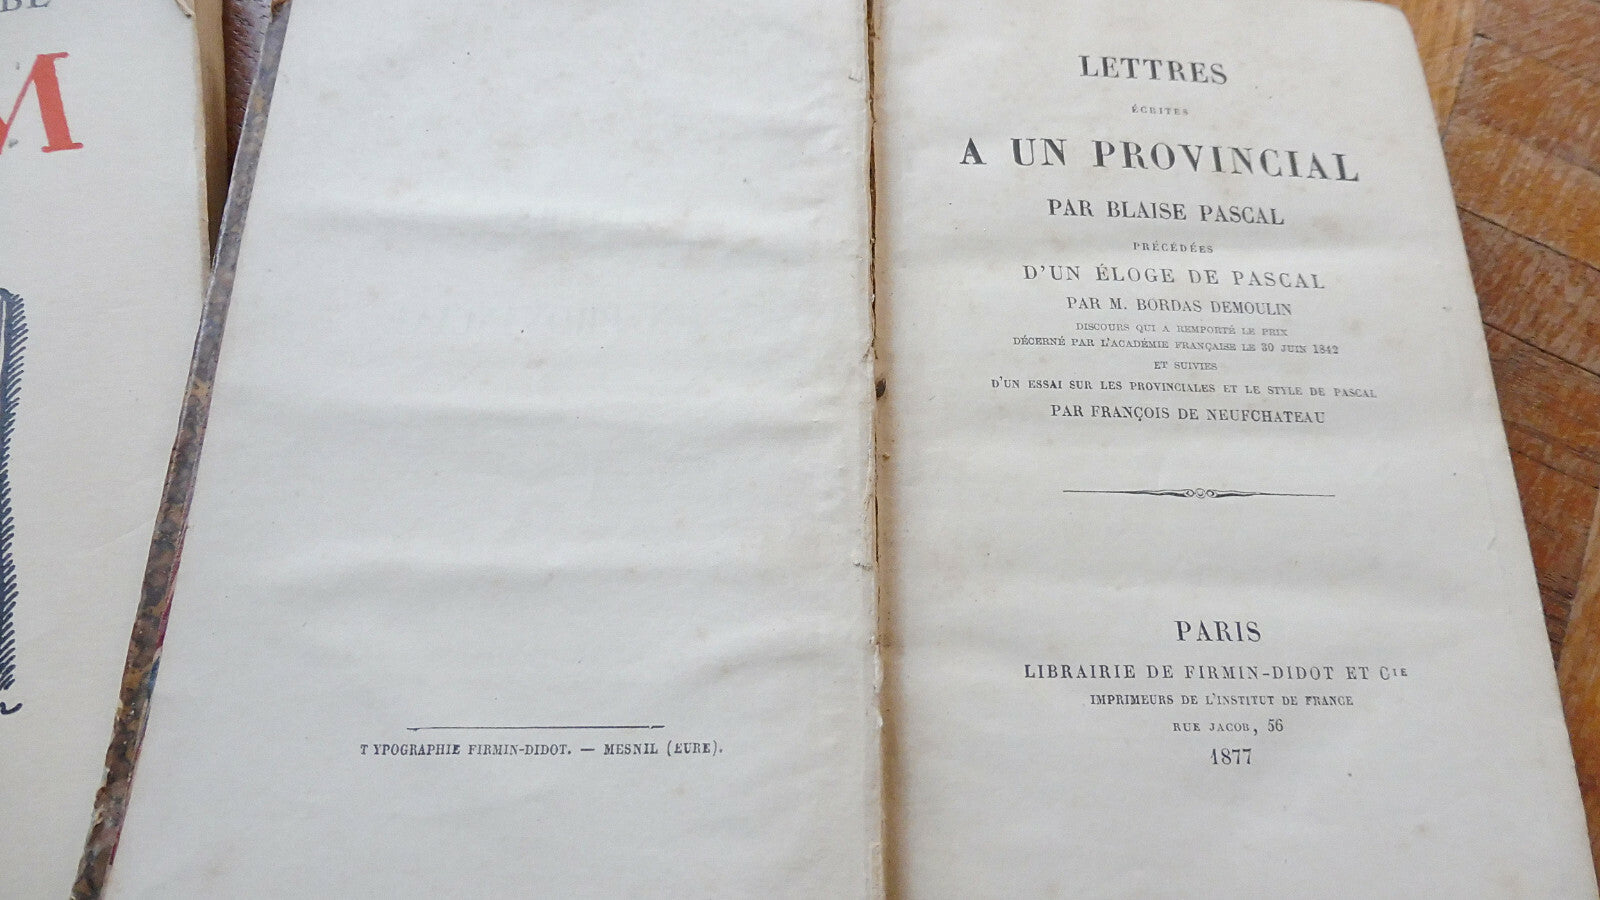 BE
M
TYPOGRAPHIE FIRMIN-DIDOT. — MESNIL (EURE).
LETTRES
ÉCRITES
A UN PROVINCIAL
PAR BLAISE PASCAL
PRÉCÉDÉES
D'UN ÉLOGE DE PASCAL
PAR M. BORDAS DEMOULIN
DISCOURS QUI A REMPORTÉ LE PRIX
DÉCERNÉ PAR L'ACADÉMIE FRANÇAISE LE 30 JUIN 1842
ET SUIVIES
D'UN ESSAI SUR LES PROVINCIALES ET LE STYLE DE PASCAL
PAR FRANÇOIS DE NEUFCHATEAU
PARIS
LIBRAIRIE DE FIRMIN-DIDOT ET CIE
IMPRIMEURS DE L'INSTITUT DE FRANCE
RUE JACOB, 56
1877